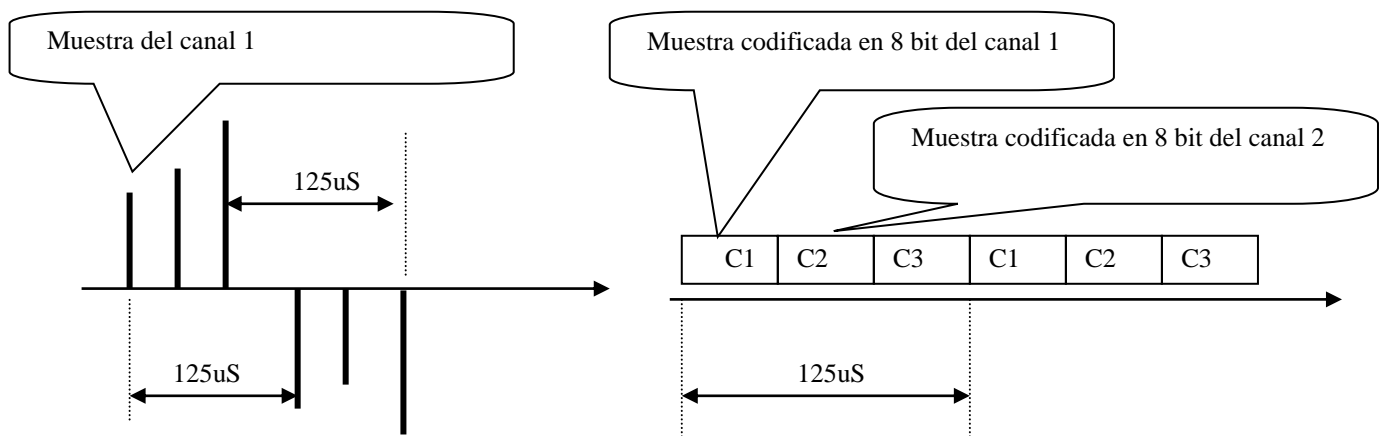 Muestra del canal 1
125uS
125uS
Muestra codificada en 8 bit del canal 1
Muestra codificada en 8 bit del canal 2
C1 C2 C3 C1 C2 C3
125uS